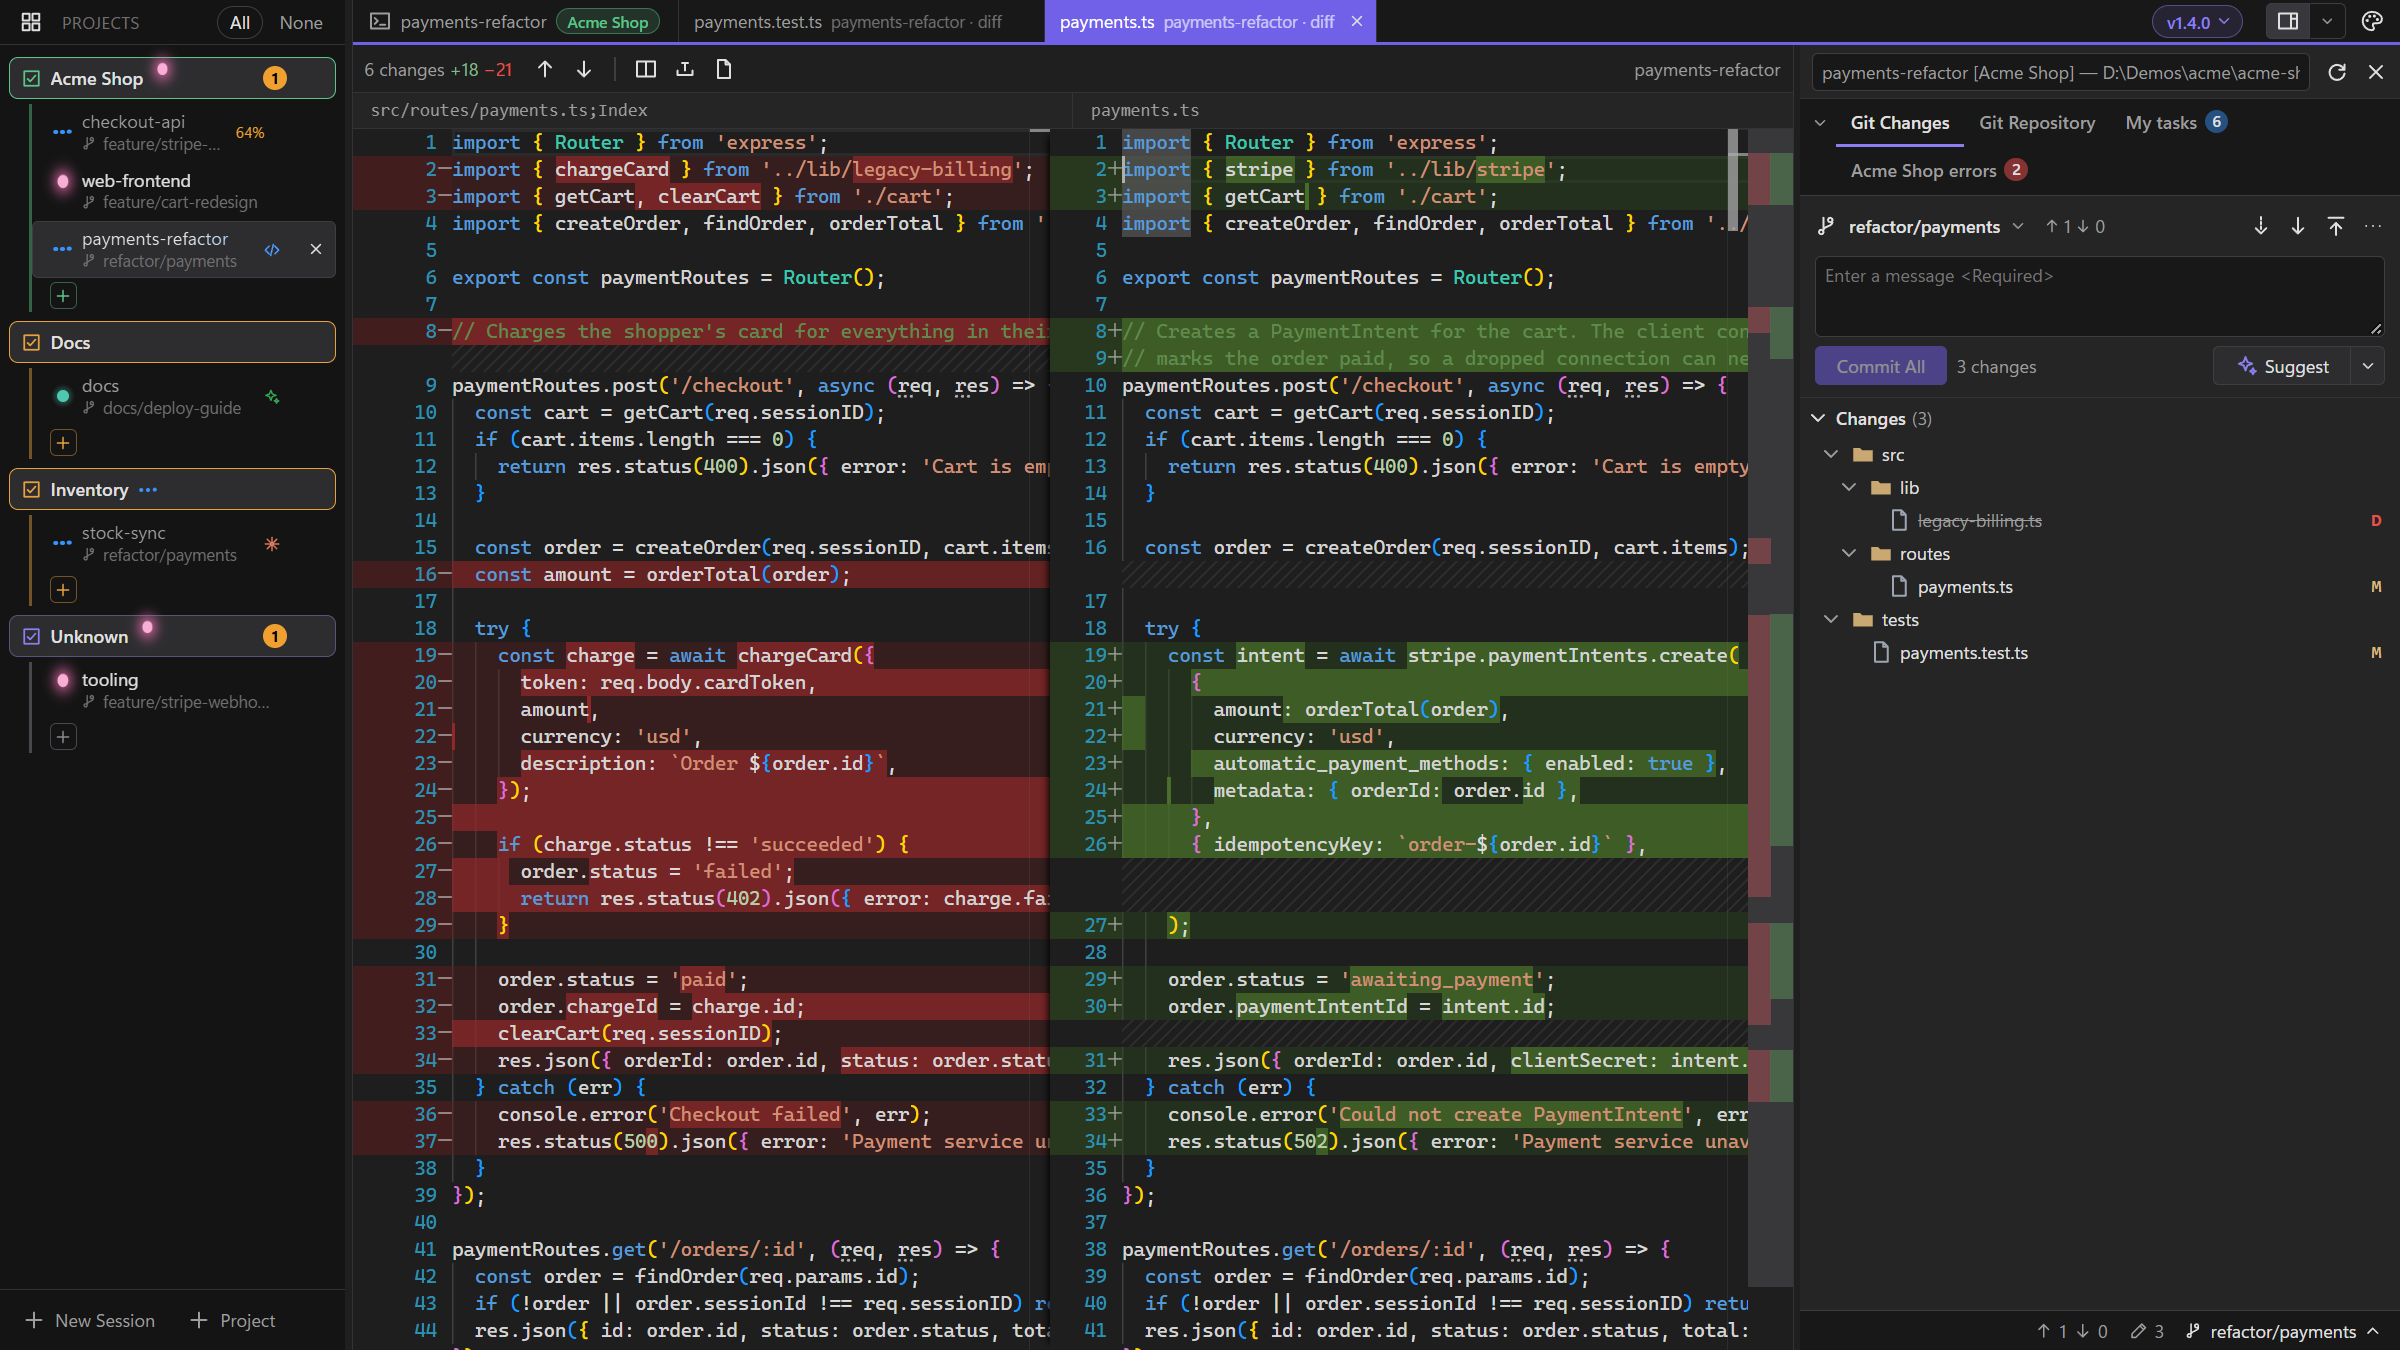 PROJECTS All None
Acme Shop 1
checkout-api 64%
feature/stripe-...
web-frontend
feature/cart-redesign
payments-refactor
refactor/payments
Docs
docs
docs/deploy-guide
Inventory
stock-sync
refactor/payments
Unknown 1
tooling
feature/stripe-webho...
New Session Project
payments-refactor Acme Shop
payments.test.ts payments-refactor · diff
payments.ts payments-refactor · diff
v1.4.0
6 changes +18 −21
payments-refactor
src/routes/payments.ts;Index
1 import { Router } from 'express';
2− import { chargeCard } from '../lib/legacy-billing';
3− import { getCart, clearCart } from './cart';
4 import { createOrder, findOrder, orderTotal } from '
5
6 export const paymentRoutes = Router();
7
8− // Charges the shopper's card for everything in thei
9 paymentRoutes.post('/checkout', async (req, res) =>
10 const cart = getCart(req.sessionID);
11 if (cart.items.length === 0) {
12 return res.status(400).json({ error: 'Cart is em
13 }
14
15 const order = createOrder(req.sessionID, cart.item
16− const amount = orderTotal(order);
17
18 try {
19− const charge = await chargeCard({
20− token: req.body.cardToken,
21− amount,
22− currency: 'usd',
23− description: `Order ${order.id}`,
24− });
25−
26− if (charge.status !== 'succeeded') {
27− order.status = 'failed';
28− return res.status(402).json({ error: charge.fa
29− }
30
31− order.status = 'paid';
32− order.chargeId = charge.id;
33− clearCart(req.sessionID);
34− res.json({ orderId: order.id, status: order.stat
35 } catch (err) {
36− console.error('Checkout failed', err);
37− res.status(500).json({ error: 'Payment service u
38 }
39 });
40
41 paymentRoutes.get('/orders/:id', (req, res) => {
42 const order = findOrder(req.params.id);
43 if (!order || order.sessionId !== req.sessionID) r
44 res.json({ id: order.id, status: order.status, tot
payments.ts
1 import { Router } from 'express';
2+ import { stripe } from '../lib/stripe';
3+ import { getCart } from './cart';
4 import { createOrder, findOrder, orderTotal } from '../
5
6 export const paymentRoutes = Router();
7
8+ // Creates a PaymentIntent for the cart. The client con
9+ // marks the order paid, so a dropped connection can ne
10 paymentRoutes.post('/checkout', async (req, res) => {
11 const cart = getCart(req.sessionID);
12 if (cart.items.length === 0) {
13 return res.status(400).json({ error: 'Cart is empty
14 }
15
16 const order = createOrder(req.sessionID, cart.items);
17
18 try {
19+ const intent = await stripe.paymentIntents.create(
20+ {
21+ amount: orderTotal(order),
22+ currency: 'usd',
23+ automatic_payment_methods: { enabled: true },
24+ metadata: { orderId: order.id },
25+ },
26+ { idempotencyKey: `order-${order.id}` },
27+ );
28
29+ order.status = 'awaiting_payment';
30+ order.paymentIntentId = intent.id;
31+ res.json({ orderId: order.id, clientSecret: intent.
32 } catch (err) {
33+ console.error('Could not create PaymentIntent', err
34+ res.status(502).json({ error: 'Payment service unav
35 }
36 });
37
38 paymentRoutes.get('/orders/:id', (req, res) => {
39 const order = findOrder(req.params.id);
40 if (!order || order.sessionId !== req.sessionID) retu
41 res.json({ id: order.id, status: order.status, total:
payments-refactor [Acme Shop] — D:\Demos\acme\acme-sh
Git Changes Git Repository My tasks 6
Acme Shop errors 2
refactor/payments ↑ 1 ↓ 0
Enter a message <Required>
Commit All 3 changes Suggest
Changes (3)
src
lib
legacy-billing.ts D
routes
payments.ts M
tests
payments.test.ts M
↑ 1 ↓ 0 3 refactor/payments